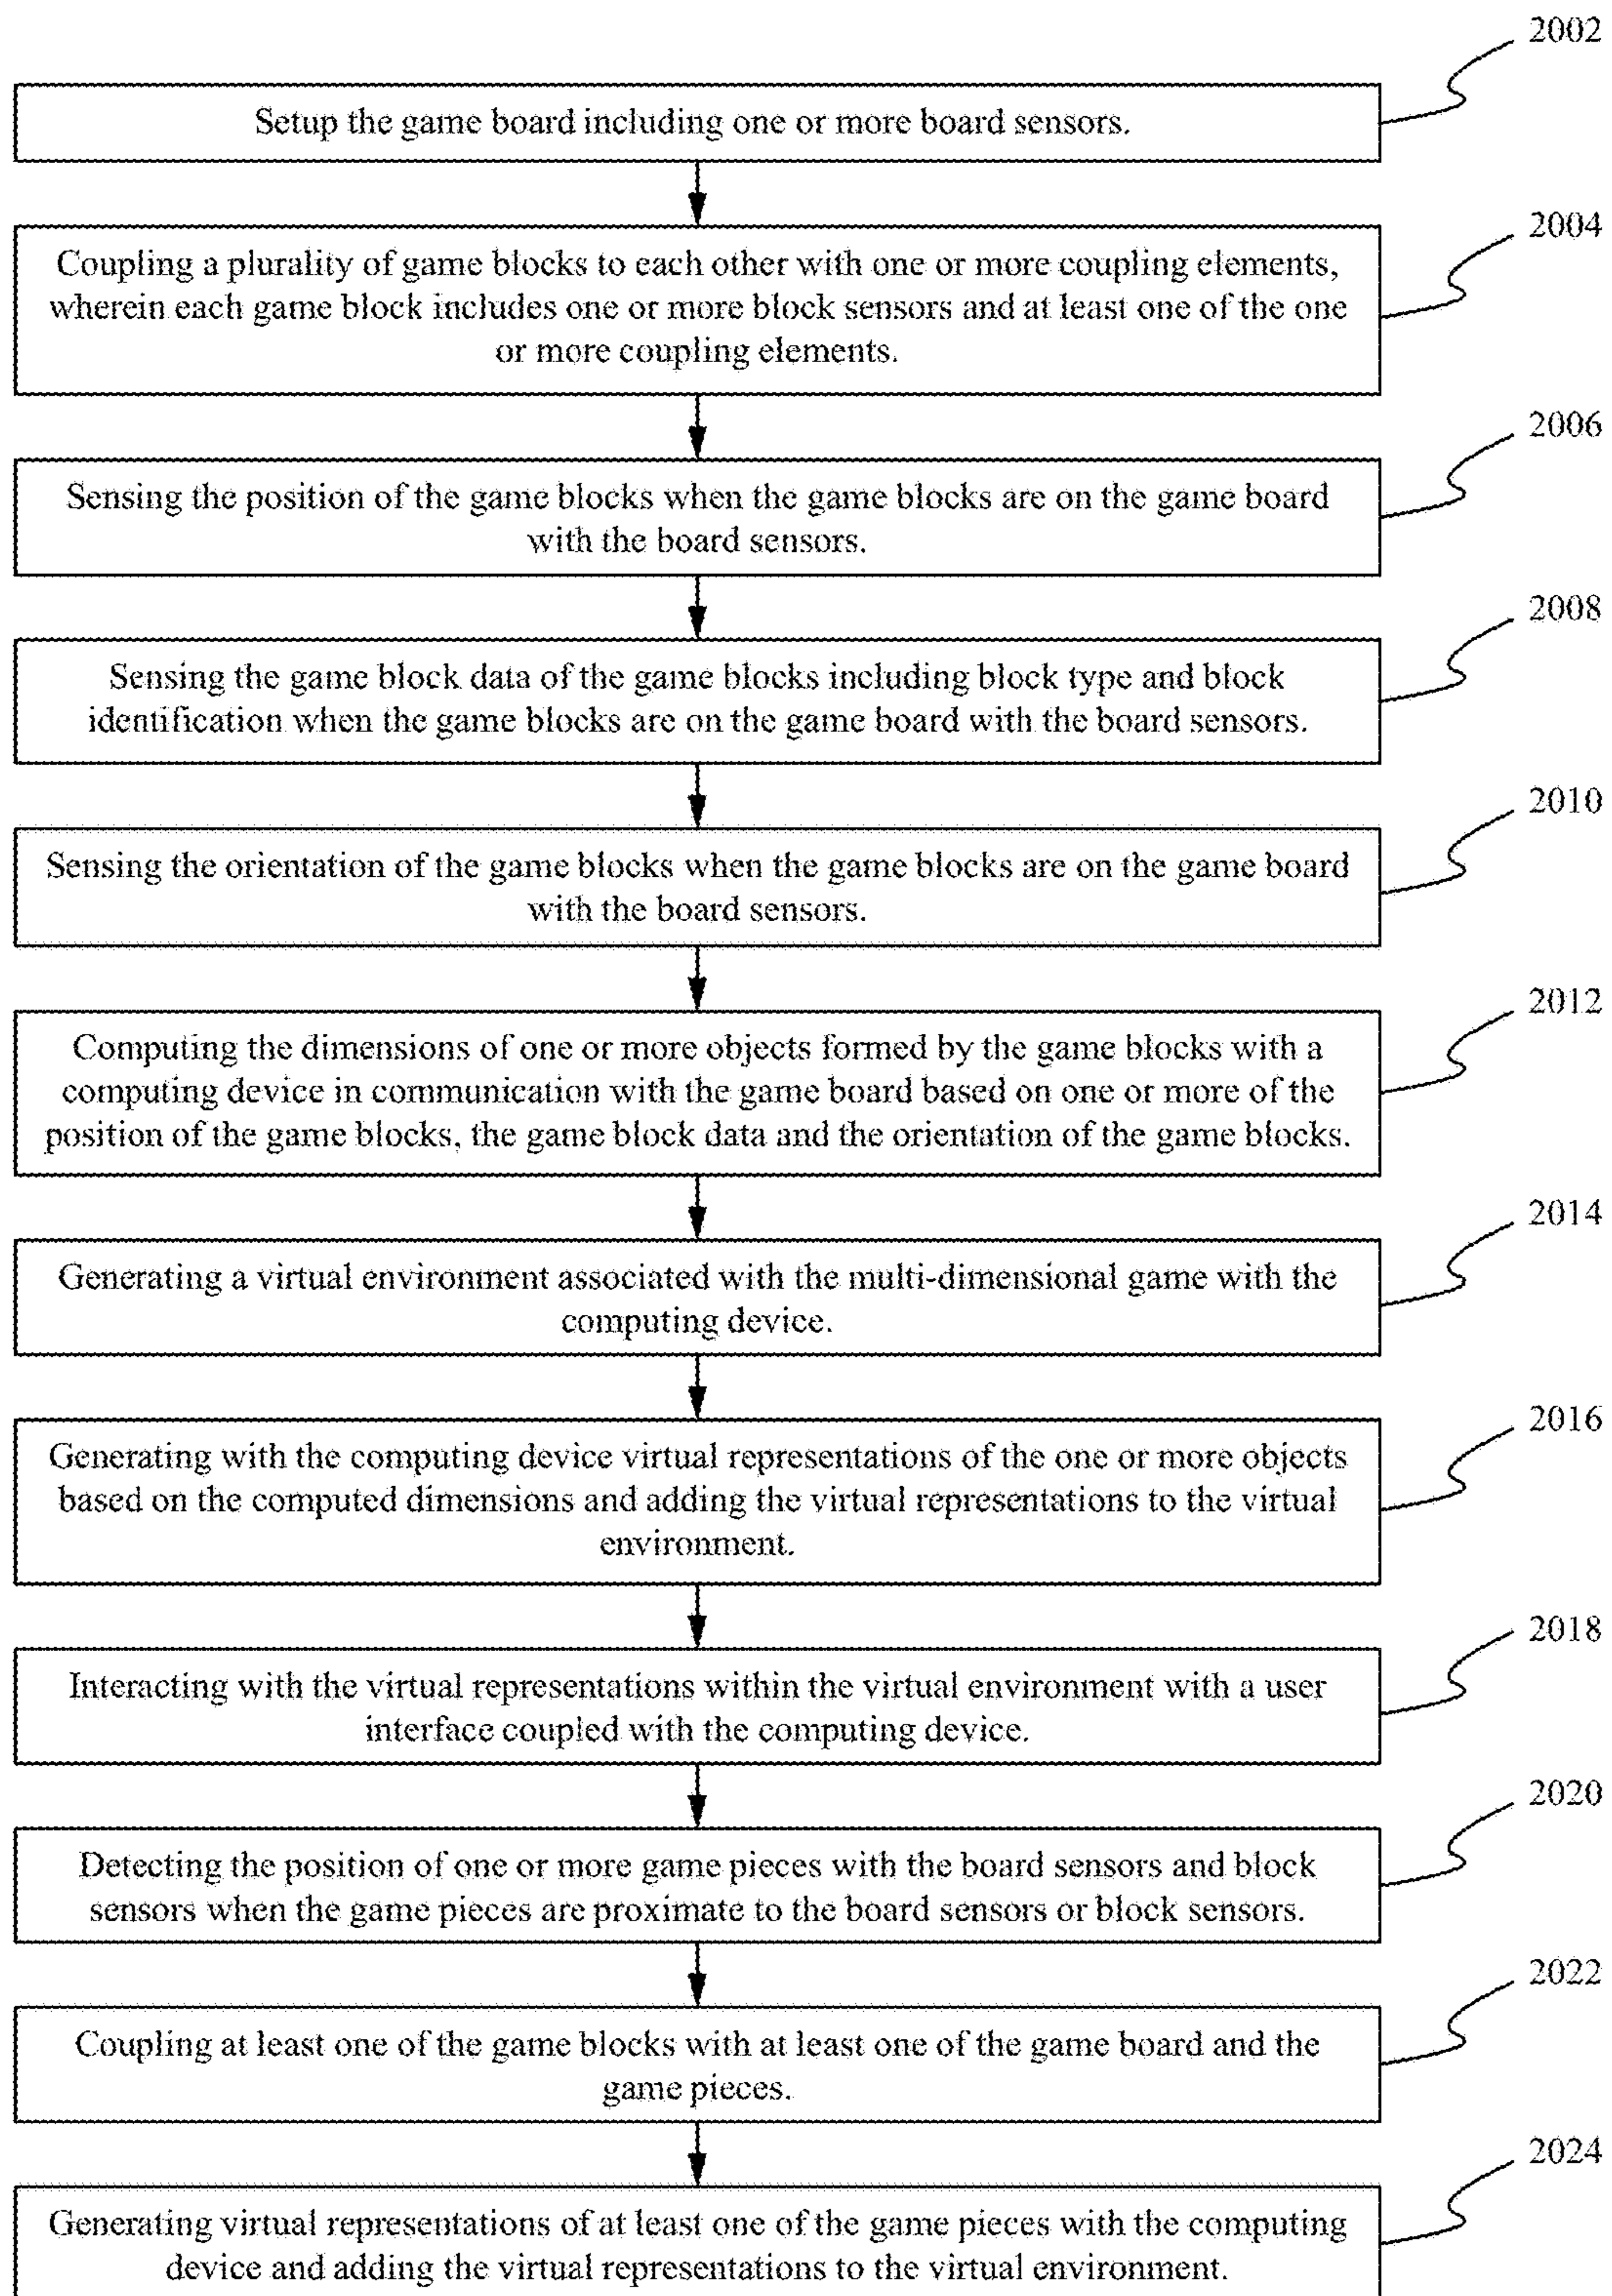 2002
Setup the game board including one or more board sensors.
2004
Coupling a plurality of game blocks to each other with one or more coupling elements,
wherein each game block includes one or more block sensors and at least one of the one
or more coupling elements.
2006
Sensing the position of the game blocks when the game blocks are on the game board
with the board sensors.
2008
Sensing the game block data of the game blocks including block type and block
identification when the game blocks are on the game board with the board sensors.
2010
Sensing the orientation of the game blocks when the game blocks are on the game board
with the board sensors.
2012
Computing the dimensions of one or more objects formed by the game blocks with a
computing device in communication with the game board based on one or more of the
position of the game blocks, the game block data and the orientation of the game blocks.
2014
Generating a virtual environment associated with the multi-dimensional game with the
computing device.
2016
Generating with the computing device virtual representations of the one or more objects
based on the computed dimensions and adding the virtual representations to the virtual
environment.
2018
Interacting with the virtual representations within the virtual environment with a user
interface coupled with the computing device.
2020
Detecting the position of one or more game pieces with the board sensors and block
sensors when the game pieces are proximate to the board sensors or block sensors.
2022
Coupling at least one of the game blocks with at least one of the game board and the
game pieces.
2024
Generating virtual representations of at least one of the game pieces with the computing
device and adding the virtual representations to the virtual environment.